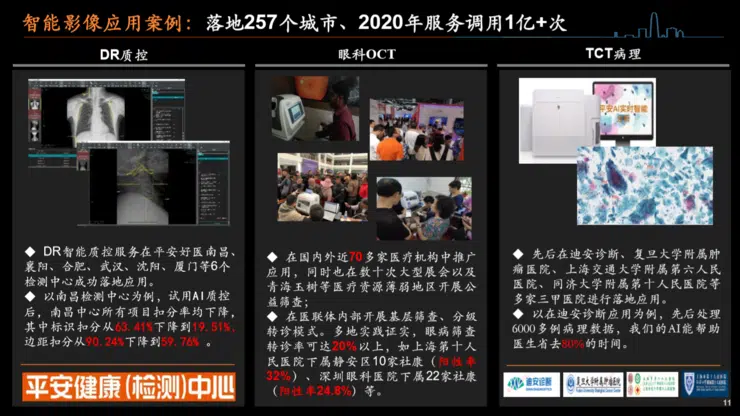 智能影像应用案例：落地257个城市、2020年服务调用1亿+次
DR质控
◆ DR智能质控服务在平安好医南昌、
襄阳、合肥、武汉、沈阳、厦门等6个
检测中心成功落地应用。
◆ 以南昌检测中心为例，试用AI质控
后，南昌中心所有项目扣分率均下降，
其中标识扣分从63.41%下降到19.51%，
边距扣分从90.24%下降到59.76% 。
平安健康(检测)中心
眼科OCT
◆ 在国内外近70多家医疗机构中推广
应用，同时也在数十次大型展会以及
青海玉树等医疗资源薄弱地区开展公
益筛查；
◆ 在医联体内部开展基层筛查、分级
转诊模式。多地实践证实，眼病筛查
转诊率可达20%以上，如上海第十人
民医院下属静安区10家社康（阳性率
32%）、深圳眼科医院下属22家社康
（阳性率24.8%）等。
TCT病理
平安AI实时智能
◆ 先后在迪安诊断、复旦大学附属肿
瘤医院、上海交通大学附属第六人民
医院、同济大学附属第十人民医院等
多家三甲医院进行落地应用。
◆ 以在迪安诊断应用为例，先后处理
6000多例病理数据，我们的AI能帮助
医生省去80%的时间。
迪安诊断
复旦大学附属肿瘤医院
11